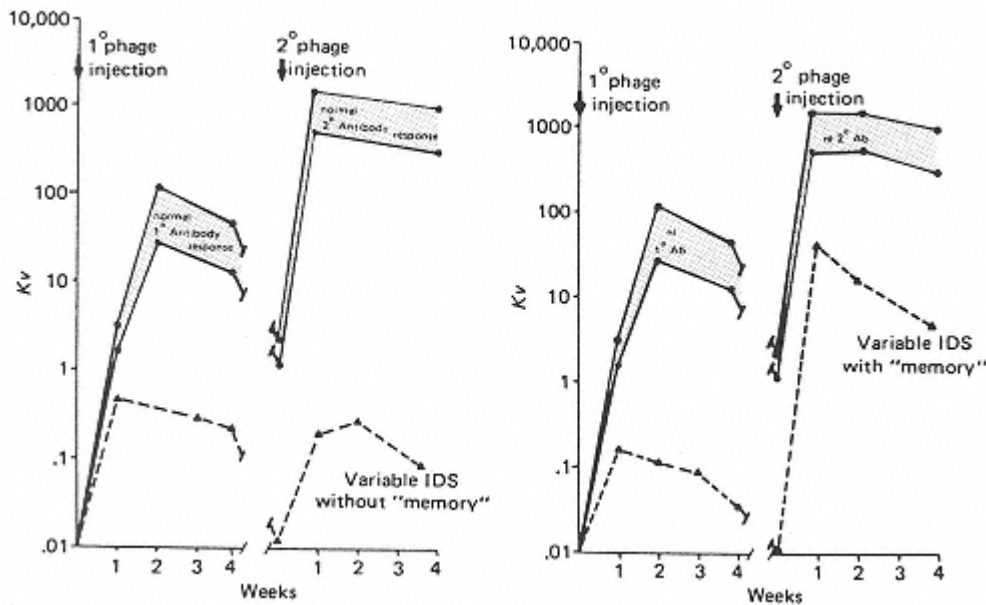 10,000
1° phage
injection
2° phage
injection
1000
normal
2° Antibody
response
100
normal
1° Antibody
response
10
Kv
1
.1
.01
Variable IDS
without "memory"
1 2 3 4 1 2 3 4
Weeks
10,000
1° phage
injection
2° phage
injection
1000
nl 2° Ab
100
nl
1° Ab
10
Kv
1
.1
.01
Variable IDS
with "memory"
1 2 3 4 1 2 3 4
Weeks